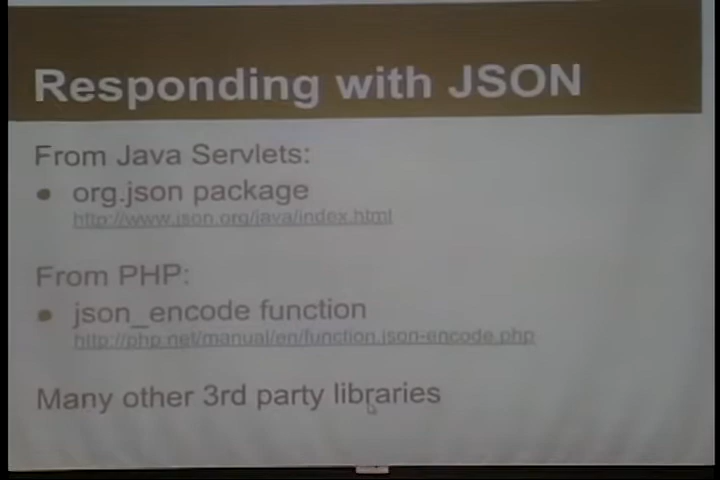 Responding with JSON
From Java Servlets:
org.json package
http://www.json.org/java/index.html
From PHP:
json_encode function
http://php.net/manual/en/function.json-encode.php
Many other 3rd party libraries